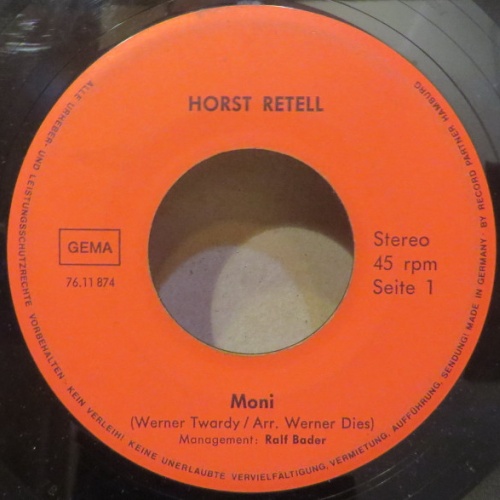 HORST RETELL
GEMA
76.11 874
Stereo
45 rpm
Seite 1
Moni
(Werner Twardy / Arr. Werner Dies)
Management: Ralf Bader
ALLE URHEBER- UND LEISTUNGSSCHUTZRECHTE VORBEHALTEN · KEIN VERLEIH! KEINE UNERLAUBTE VERVIELFÄLTIGUNG, VERMIETUNG, AUFFÜHRUNG, SENDUNG! MADE IN GERMANY · BY RECORD PARTNER HAMBURG